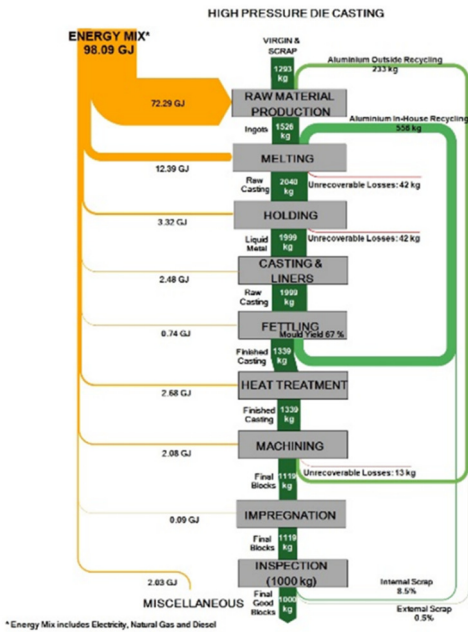 HIGH PRESSURE DIE CASTING
ENERGY MIX*
98.09 GJ
VIRGIN &
SCRAP
1293
kg
Aluminium Outside Recycling
233 kg
72.29 GJ
RAW MATERIAL
PRODUCTION
Ingots
1526
kg
Aluminium In-House Recycling
558 kg
MELTING
12.39 GJ
Raw
Casting
2040
kg
Unrecoverable Losses: 42 kg
HOLDING
3.32 GJ
Liquid
Metal
1999
kg
Unrecoverable Losses: 42 kg
CASTING &
LINERS
2.48 GJ
Raw
Casting
1999
kg
FETTLING
Mould Yield 67 %
0.74 GJ
Finished
Casting
1339
kg
HEAT TREATMENT
2.68 GJ
Finished
Casting
1339
kg
MACHINING
2.08 GJ
Unrecoverable Losses: 13 kg
Final
Blocks
1119
kg
IMPREGNATION
0.09 GJ
Final
Blocks
1119
kg
INSPECTION
(1000 kg)
Internal Scrap
8.5%
2.03 GJ
MISCELLANEOUS
Final
Good
Blocks
1000
kg
External Scrap
0.5%
* Energy Mix includes Electricity, Natural Gas and Diesel